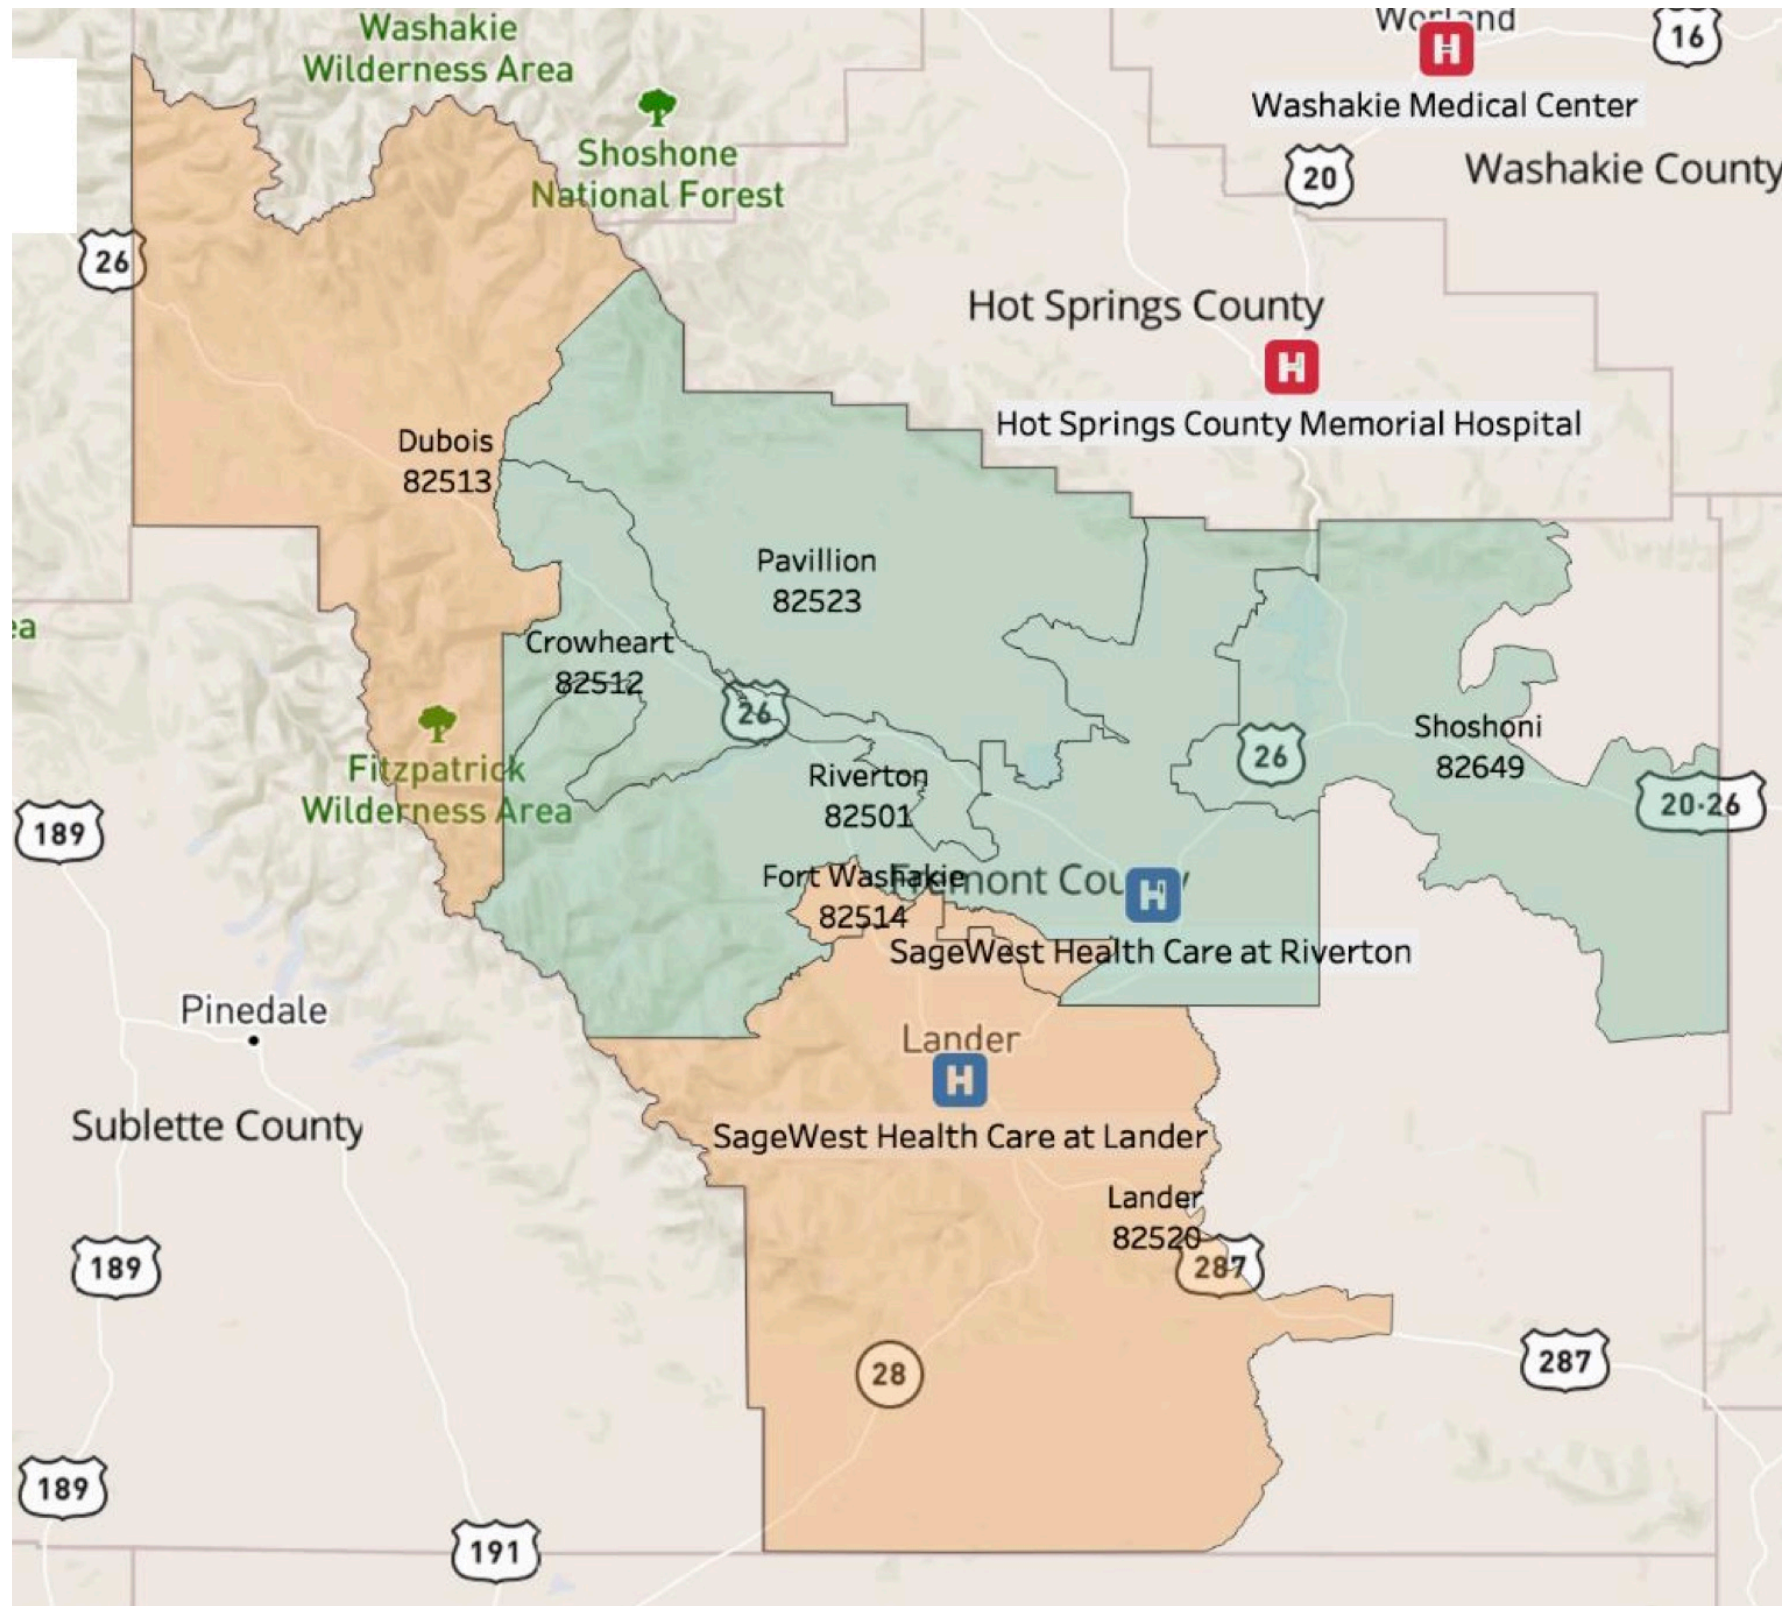 Washakie
Wilderness Area
Worland
16
Washakie Medical Center
Shoshone
National Forest
20
Washakie County
26
Hot Springs County
Hot Springs County Memorial Hospital
Dubois
82513
Pavillion
82523
ea
Crowheart
82512
26
Shoshoni
82649
26
Fitzpatrick
Wilderness Area
Riverton
82501
20-26
189
Fort Washakie
82514
Fremont County
H
SageWest Health Care at Riverton
Pinedale
Lander
H
Sublette County
SageWest Health Care at Lander
Lander
82520
287
189
287
28
189
191
H
H